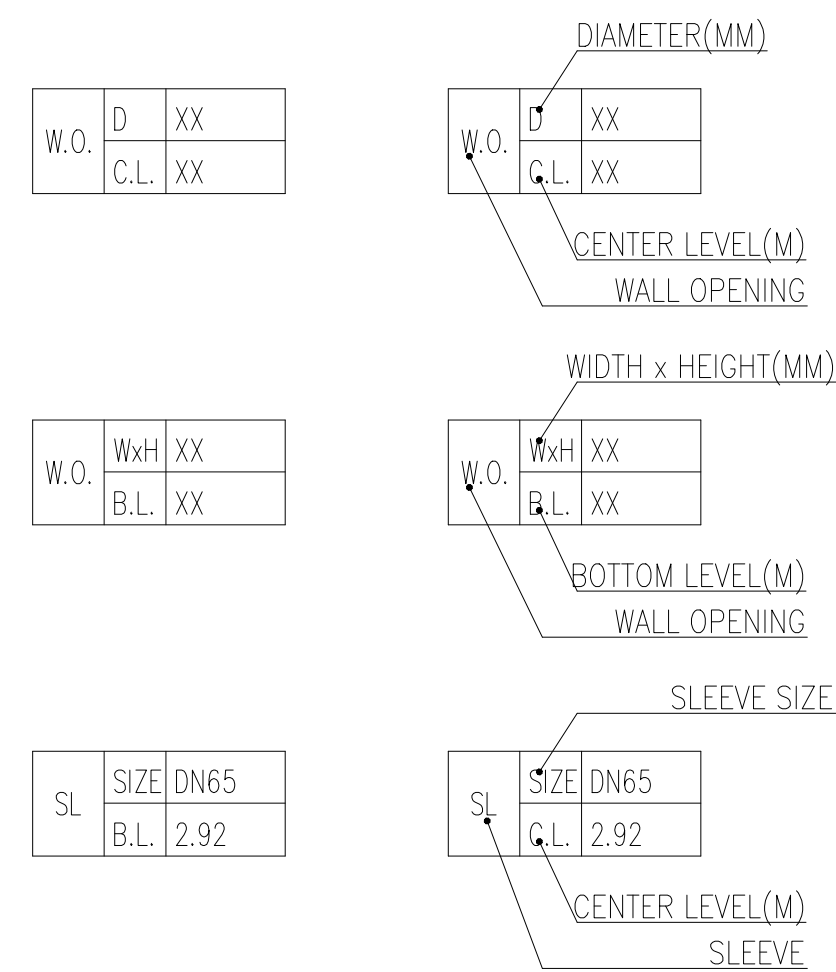 DIAMETER(MM)
W.O. D XX
C.L. XX
W.O. D XX
C.L. XX
CENTER LEVEL(M)
WALL OPENING
WIDTH x HEIGHT(MM)
W.O. WxH XX
B.L. XX
W.O. WxH XX
B.L. XX
BOTTOM LEVEL(M)
WALL OPENING
SLEEVE SIZE
SL SIZE DN65
B.L. 2.92
SL SIZE DN65
C.L. 2.92
CENTER LEVEL(M)
SLEEVE